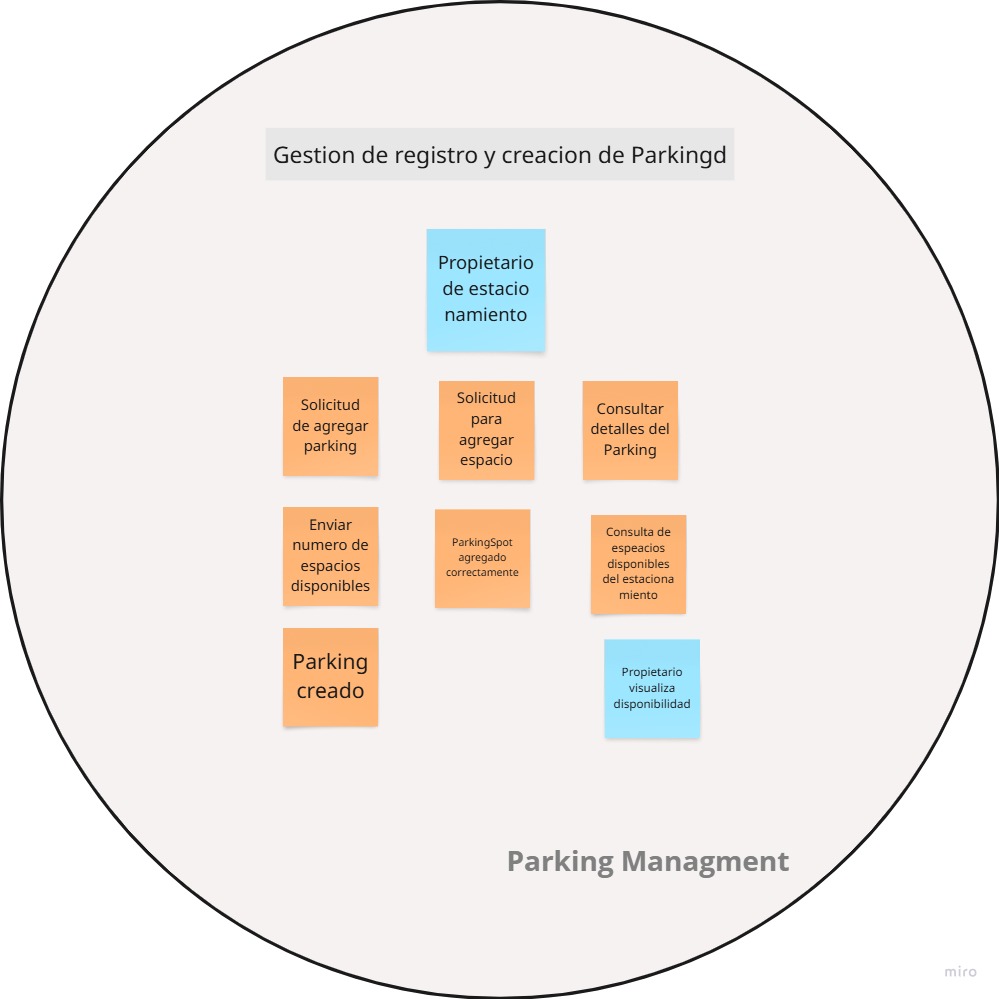 Gestion de registro y creacion de Parkingd
Propietario
de estacio
namiento
Solicitud
de agregar
parking
Solicitud
para
agregar
espacio
Consultar
detalles del
Parking
Enviar
numero de
espacios
disponibles
ParkingSpot
agregado
correctamente
Consulta de
espeacios
disponibles
del estaciona
miento
Parking
creado
Propietario
visualiza
disponibilidad
Parking Managment
miro